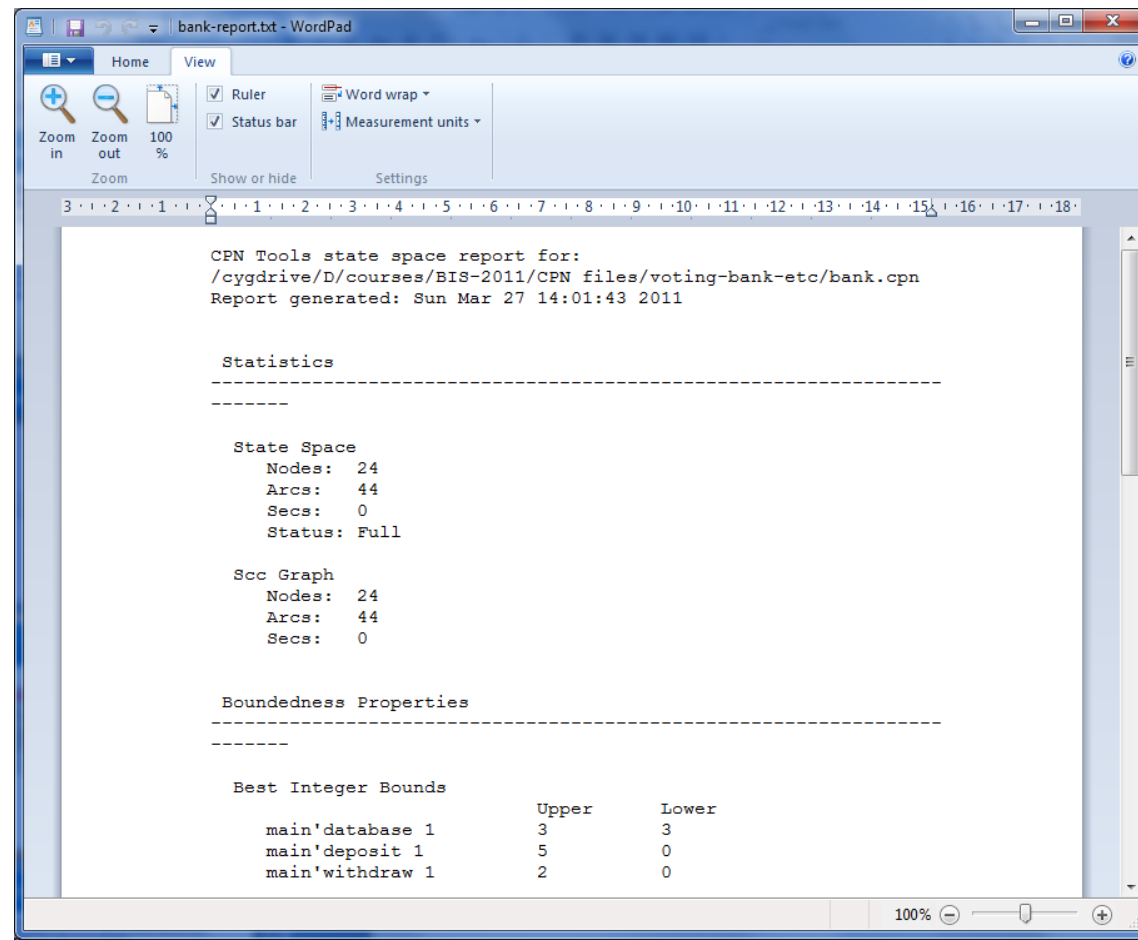 bank-report.txt - WordPad
Home View
Zoom in
Zoom out
100 %
Zoom
Ruler
Status bar
Show or hide
Word wrap
Measurement units
Settings
3 2 1 1 2 3 4 5 6 7 8 9 10 11 12 13 14 15 16 17 18
CPN Tools state space report for:
/cygdrive/D/courses/BIS-2011/CPN files/voting-bank-etc/bank.cpn
Report generated: Sun Mar 27 14:01:43 2011
Statistics
-----------------------------------------------------------------
-------
State Space
Nodes: 24
Arcs: 44
Secs: 0
Status: Full
Scc Graph
Nodes: 24
Arcs: 44
Secs: 0
Boundedness Properties
-----------------------------------------------------------------
-------
Best Integer Bounds
Upper Lower
main'database 1 3 3
main'deposit 1 5 0
main'withdraw 1 2 0
100%